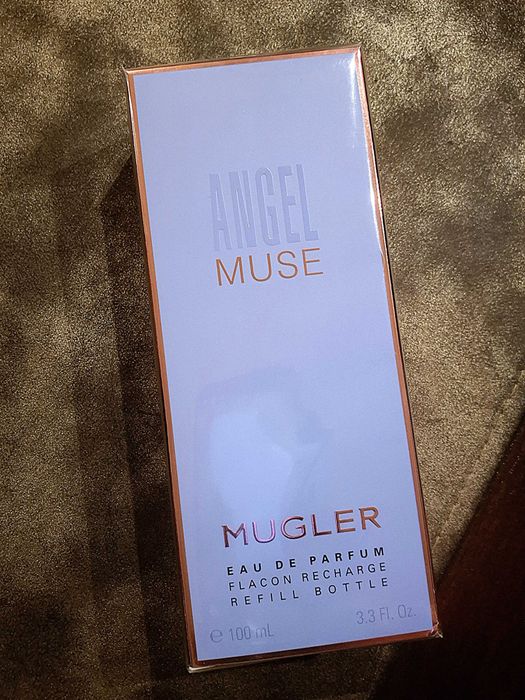 ANGEL
MUSE
MUGLER
EAU DE PARFUM
FLACON RECHARGE
REFILL BOTTLE
e 100 mL 3.3 Fl. Oz.